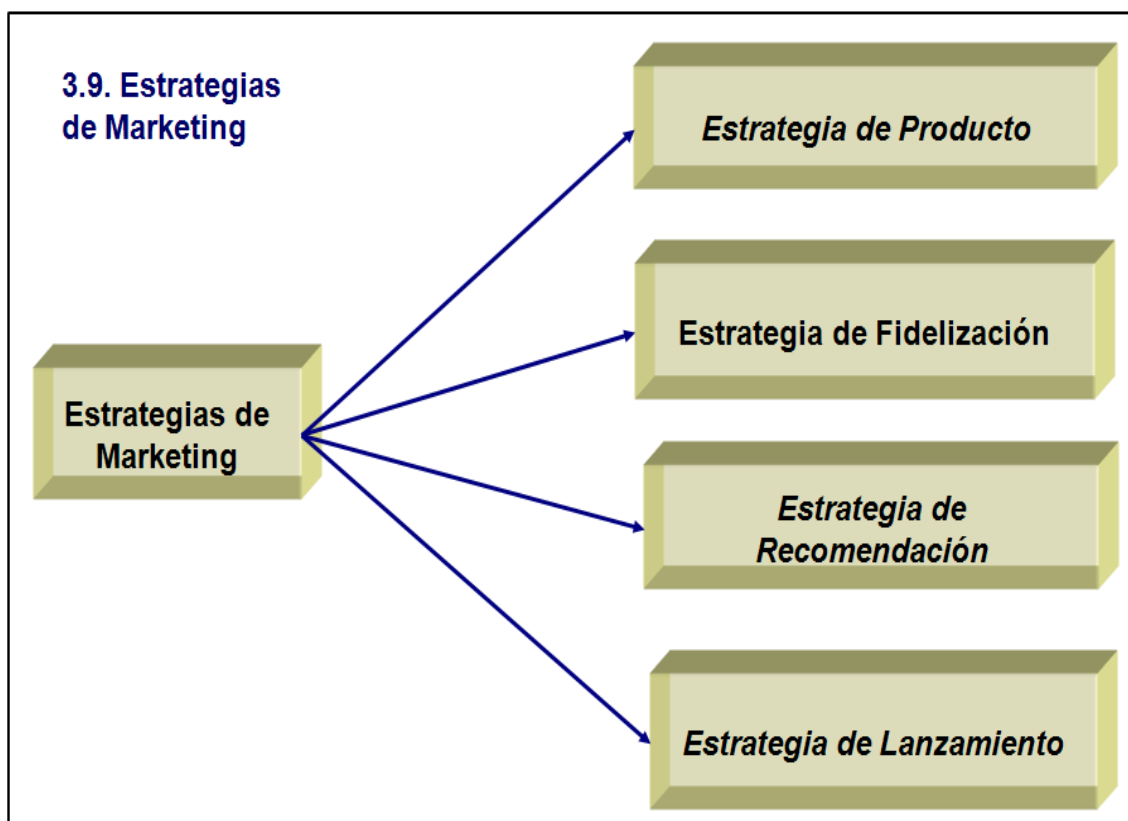 3.9. Estrategias
de Marketing
Estrategia de Producto
Estrategia de Fidelización
Estrategias de
Marketing
Estrategia de
Recomendación
Estrategia de Lanzamiento